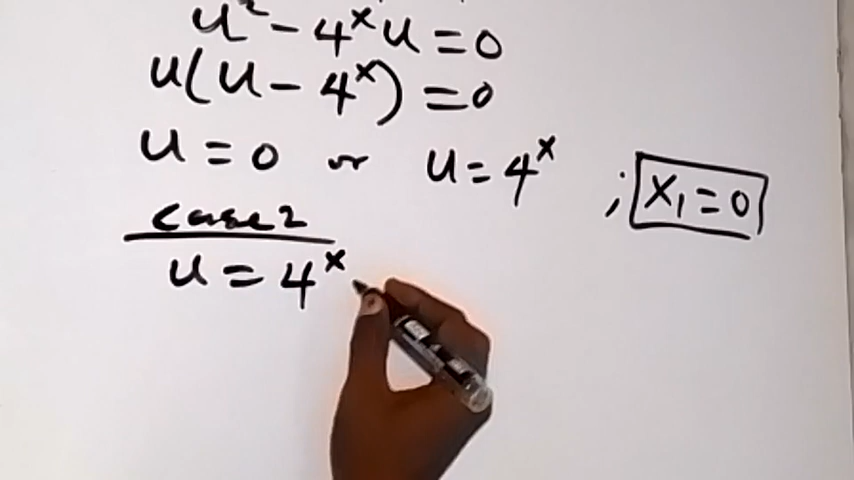 u² - 4ˣu = 0
u(u - 4ˣ) = 0
u = 0 or u = 4ˣ ; x₁ = 0
case 2
u = 4ˣ